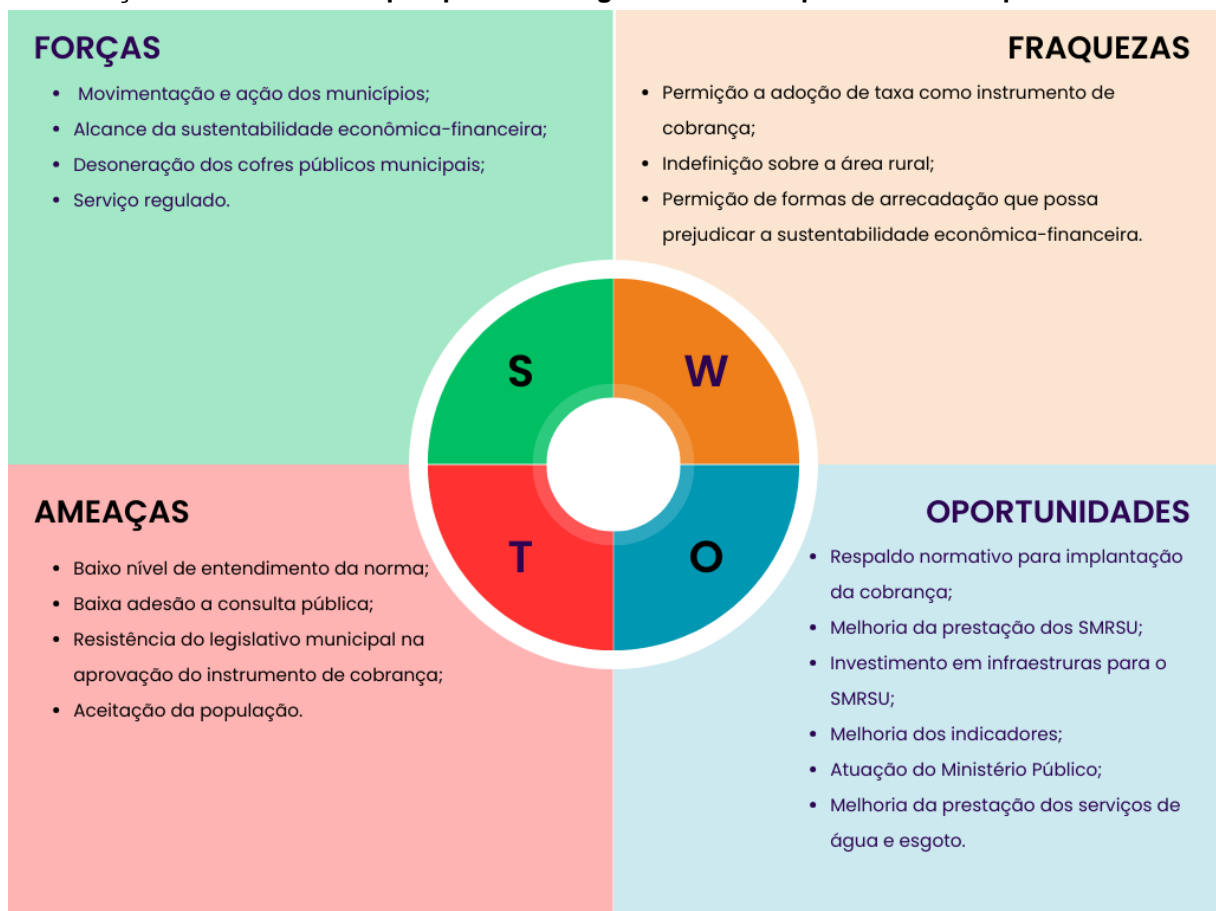 FORÇAS
• Movimentação e ação dos municípios;
• Alcance da sustentabilidade econômica-financeira;
• Desoneração dos cofres públicos municipais;
• Serviço regulado.
FRAQUEZAS
• Permição a adoção de taxa como instrumento de
cobrança;
• Indefinição sobre a área rural;
• Permição de formas de arrecadação que possa
prejudicar a sustentabilidade econômica-financeira.
S
W
T
O
AMEAÇAS
• Baixo nível de entendimento da norma;
• Baixa adesão a consulta pública;
• Resistência do legislativo municipal na
aprovação do instrumento de cobrança;
• Aceitação da população.
OPORTUNIDADES
• Respaldo normativo para implantação
da cobrança;
• Melhoria da prestação dos SMRSU;
• Investimento em infraestruras para o
SMRSU;
• Melhoria dos indicadores;
• Atuação do Ministério Público;
• Melhoria da prestação dos serviços de
água e esgoto.